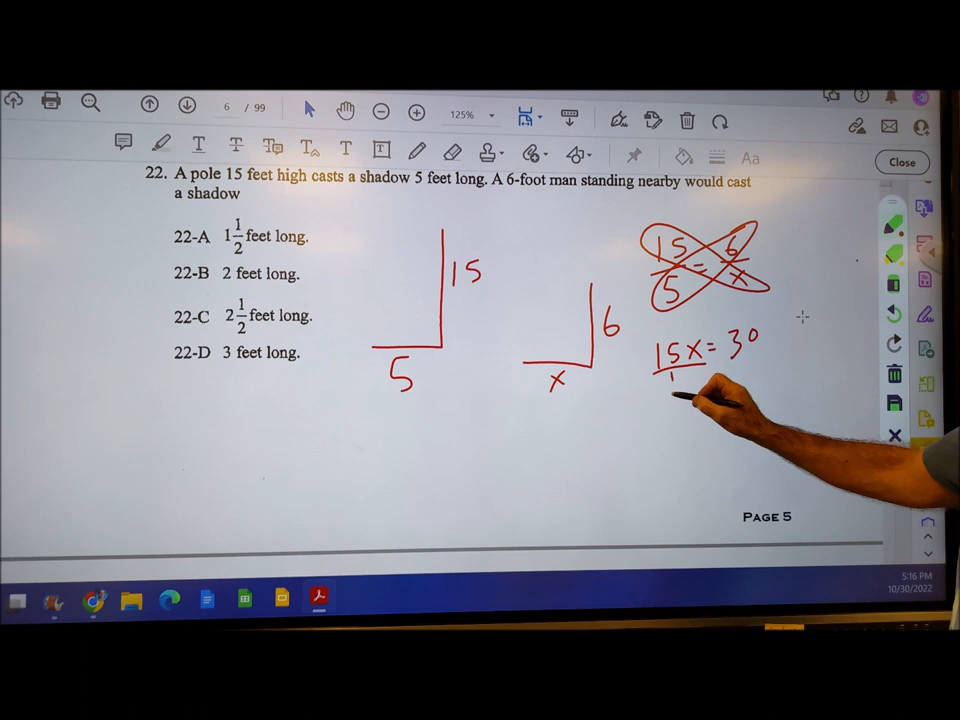 6 / 99
125%
Aa
Close
22. A pole 15 feet high casts a shadow 5 feet long. A 6-foot man standing nearby would cast
a shadow
22-A 1 1/2 feet long.
22-B 2 feet long.
22-C 2 1/2 feet long.
22-D 3 feet long.
15
5
6
x
15/5 = 6/x
15x = 30
1
PAGE 5
5:16 PM
10/30/2022